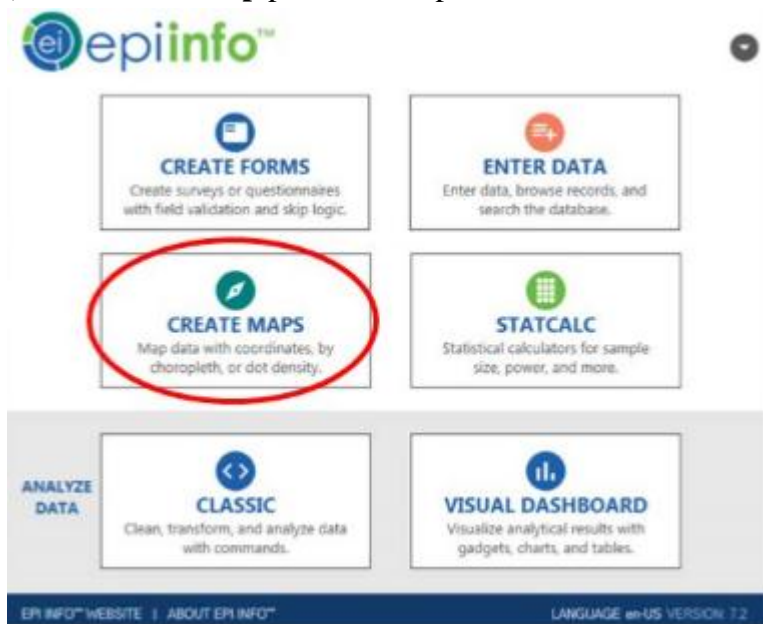 ei epiinfo™
CREATE FORMS
Create surveys or questionnaires
with field validation and skip logic.
ENTER DATA
Enter data, browse records, and
search the database.
CREATE MAPS
Map data with coordinates, by
choropleth, or dot density.
STATCALC
Statistical calculators for sample
size, power, and more.
ANALYZE
DATA
CLASSIC
Clean, transform, and analyze data
with commands.
VISUAL DASHBOARD
Visualize analytical results with
gadgets, charts, and tables.
EPI INFO™ WEBSITE | ABOUT EPI INFO™
LANGUAGE en-US VERSION: 7.2